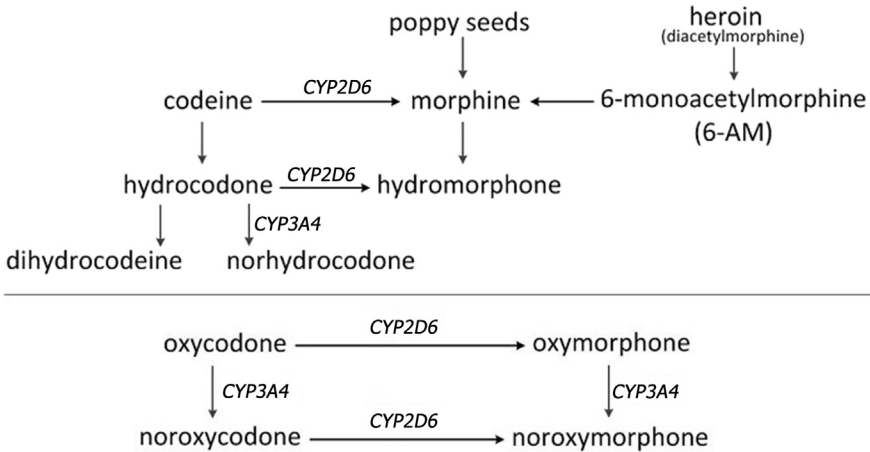 poppy seeds
heroin
(diacetylmorphine)
codeine CYP2D6 morphine 6-monoacetylmorphine
(6-AM)
hydrocodone CYP2D6 hydromorphone
CYP3A4
dihydrocodeine norhydrocodone
oxycodone CYP2D6 oxymorphone
CYP3A4 CYP3A4
noroxycodone CYP2D6 noroxymorphone